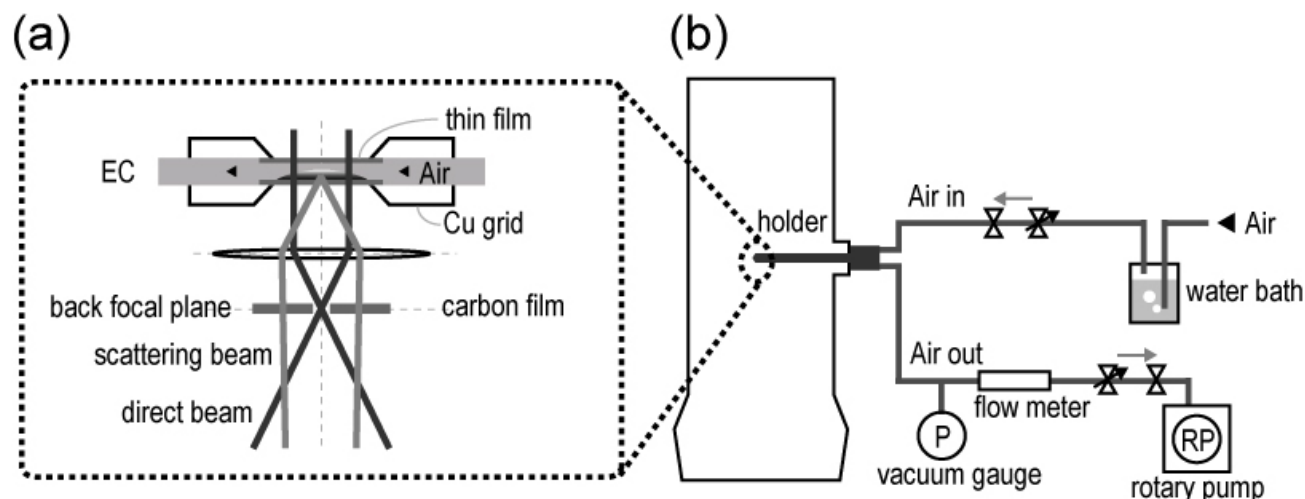 (a)
(b)
thin film
EC
Air
Cu grid
back focal plane
carbon film
scattering beam
direct beam
holder
Air in
Air
water bath
Air out
flow meter
P
vacuum gauge
RP
rotary pump